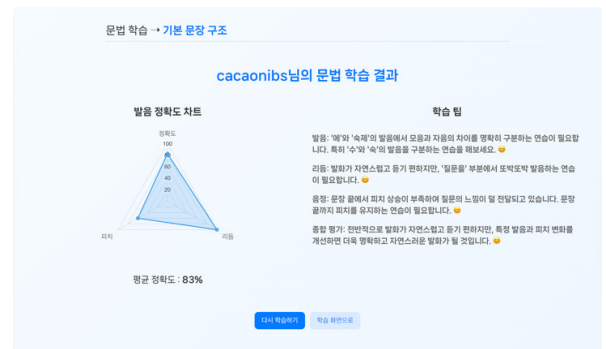 문법 학습 → 기본 문장 구조
cacaonibs님의 문법 학습 결과
발음 정확도 차트
정확도
100
80
60
40
20
피치
리듬
평균 정확도 : 83%
학습 팁
발음: '에'와 '숙제'의 발음에서 모음과 자음의 차이를 명확히 구분하는 연습이 필요합
니다. 특히 '수'와 '숙'의 발음을 구분하는 연습을 해보세요. 😊
리듬: 발화가 자연스럽고 듣기 편하지만, '질문을' 부분에서 또박또박 발음하는 연습
이 필요합니다. 😊
음정: 문장 끝에서 피치 상승이 부족하여 질문의 느낌이 덜 전달되고 있습니다. 문장
끝까지 피치를 유지하는 연습이 필요합니다. 😊
종합 평가: 전반적으로 발화가 자연스럽고 듣기 편하지만, 특정 발음과 피치 변화를
개선하면 더욱 명확하고 자연스러운 발화가 될 것입니다. 😊
다시 학습하기
학습 화면으로